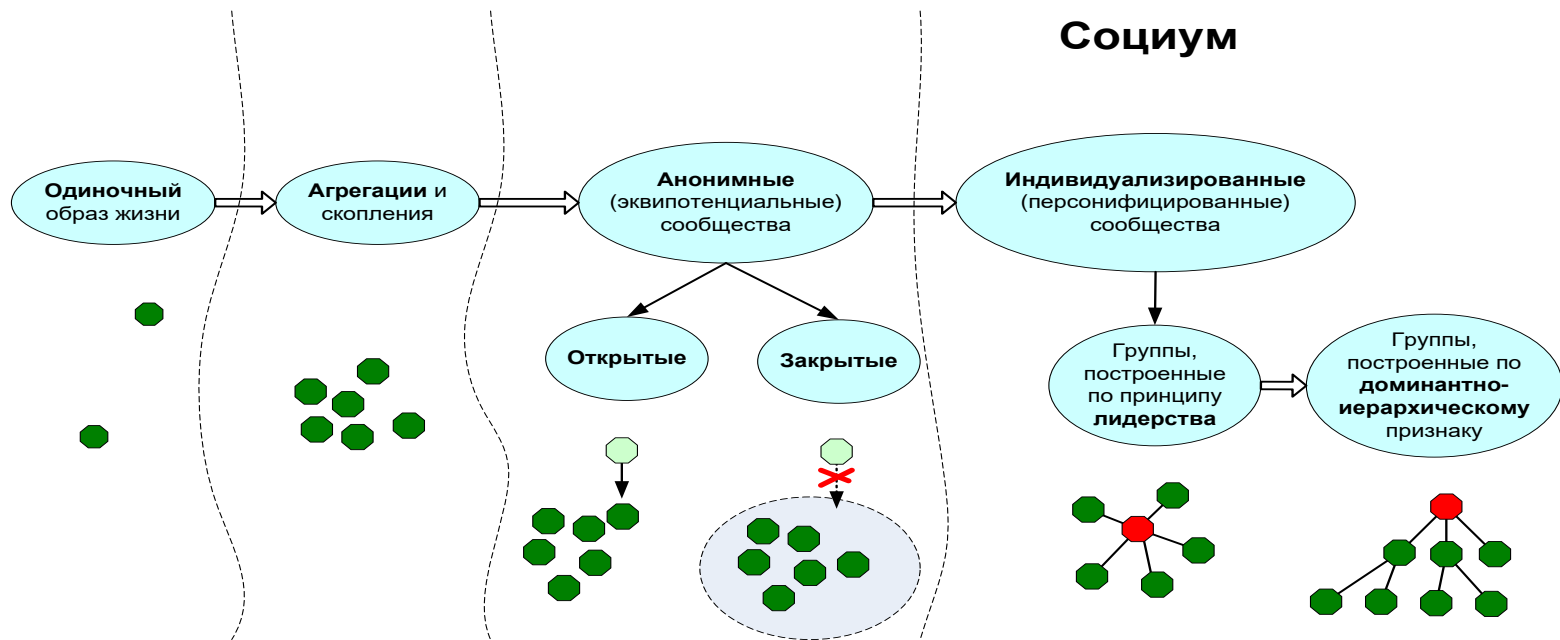 Социум
Одиночный
образ жизни
Агрегации и
скопления
Анонимные
(эквипотенциальные)
сообщества
Индивидуализированные
(персонифицированные)
сообщества
Открытые
Закрытые
Группы,
построенные
по принципу
лидерства
Группы,
построенные по
доминантно-
иерархическому
признаку